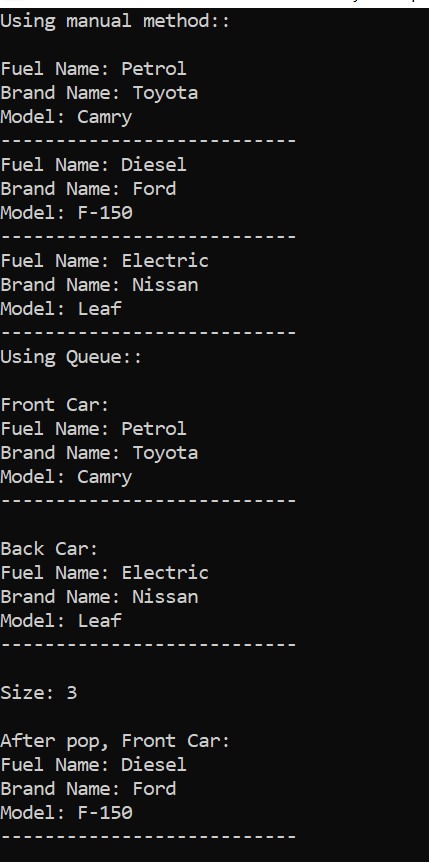 Using manual method::
Fuel Name: Petrol
Brand Name: Toyota
Model: Camry
---------------------------
Fuel Name: Diesel
Brand Name: Ford
Model: F-150
---------------------------
Fuel Name: Electric
Brand Name: Nissan
Model: Leaf
---------------------------
Using Queue::
Front Car:
Fuel Name: Petrol
Brand Name: Toyota
Model: Camry
---------------------------
Back Car:
Fuel Name: Electric
Brand Name: Nissan
Model: Leaf
---------------------------
Size: 3
After pop, Front Car:
Fuel Name: Diesel
Brand Name: Ford
Model: F-150
---------------------------